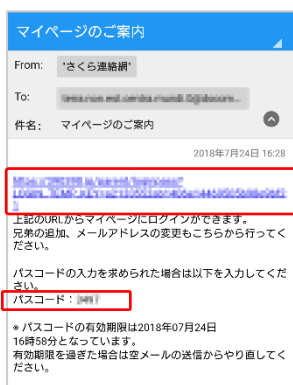 マイページのご案内
From: 'さくら連絡網'
To:
件名: マイページのご案内
2018年7月24日 16:28
上記のURLからマイページにログインができます。
兄弟の追加、メールアドレスの変更もこちらから行ってく
ださい。
パスコードの入力を求められた場合は以下を入力してくだ
さい。
パスコード:
※ パスコードの有効期限は2018年07月24日
16時58分となっています。
有効期限を過ぎた場合は空メールの送信からやり直してく
ださい。